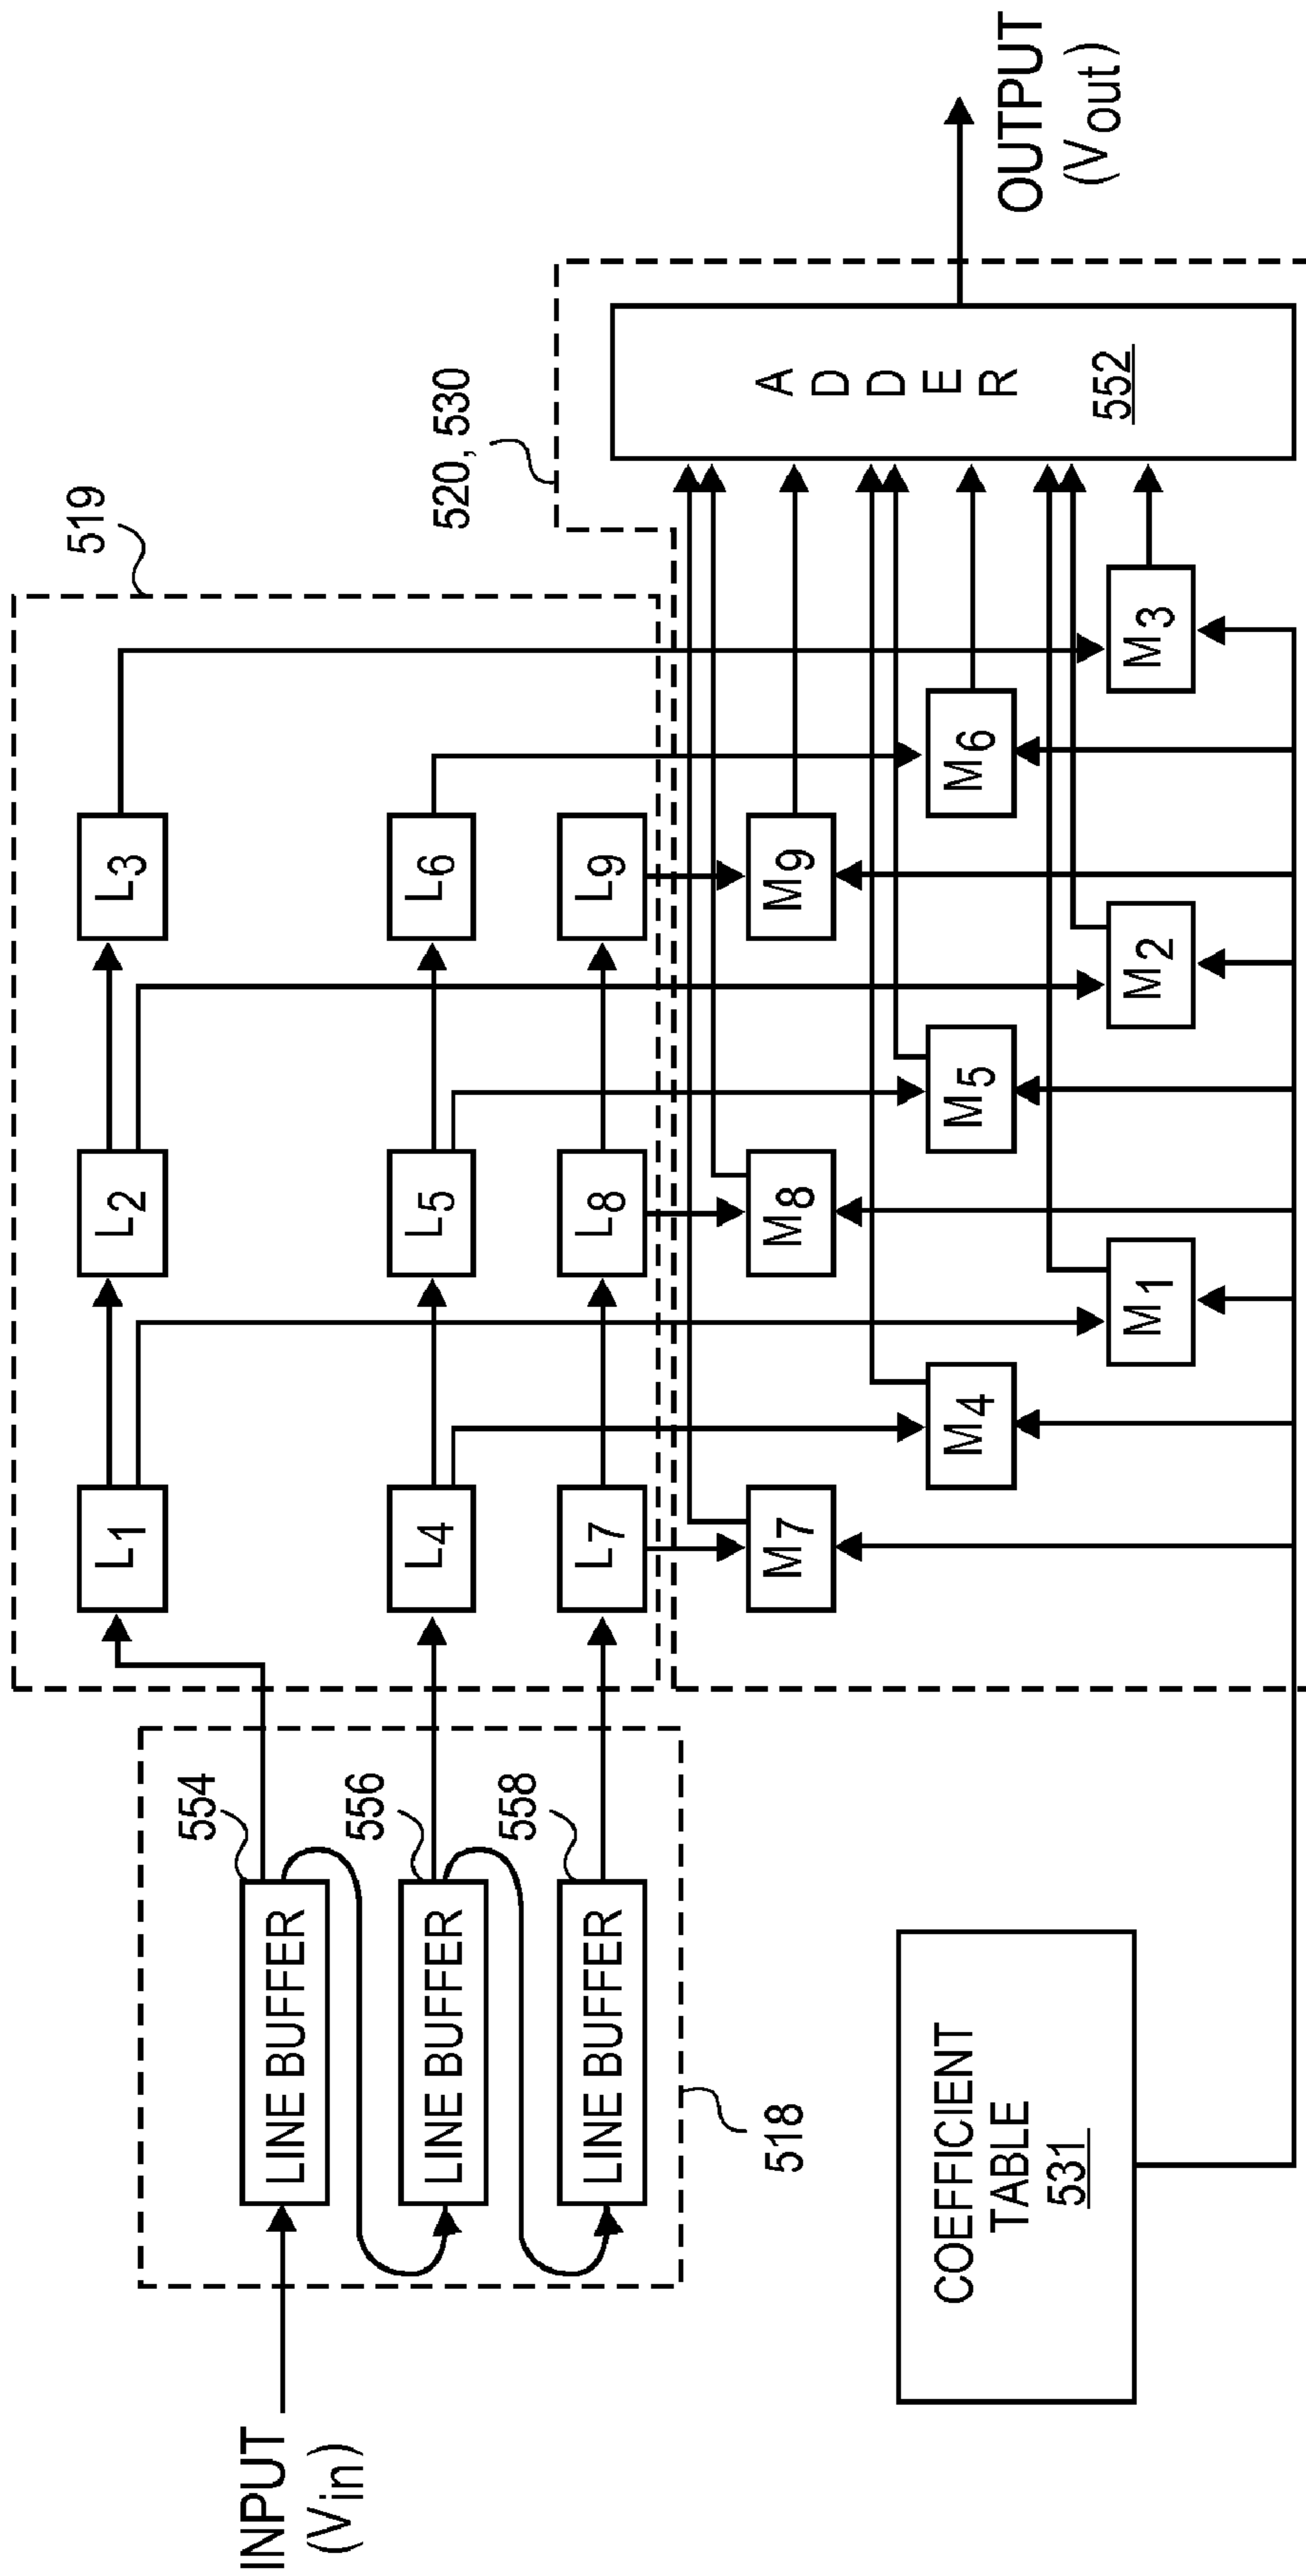 519
520, 530
L1
L2
L3
554
INPUT
(Vin)
LINE BUFFER
556
LINE BUFFER
L4
L5
L6
558
LINE BUFFER
L7
L8
L9
518
M7
M8
M9
M4
M5
M6
M1
M2
M3
ADDER
552
OUTPUT
(Vout)
COEFFICIENT
TABLE
531